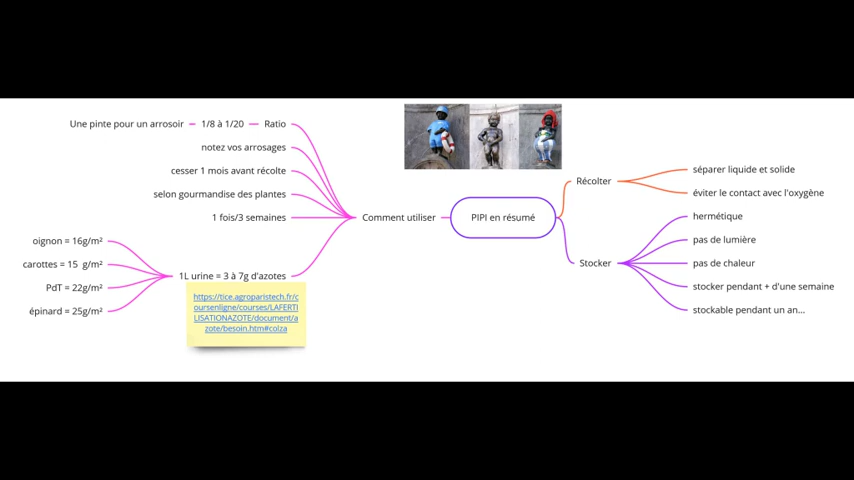 Une pinte pour un arrosoir
1/8 à 1/20
Ratio
notez vos arrosages
cesser 1 mois avant récolte
selon gourmandise des plantes
1 fois/3 semaines
oignon = 16g/m²
carottes = 15 g/m²
PdT = 22g/m²
épinard = 25g/m²
1L urine = 3 à 7g d'azotes
https://tice.agroparistech.fr/c
oursenligne/courses/LAFERTI
LISATIONAZOTE/document/a
zote/besoin.htm#colza
Comment utiliser
PIPI en résumé
Récolter
séparer liquide et solide
éviter le contact avec l'oxygène
Stocker
hermétique
pas de lumière
pas de chaleur
stocker pendant + d'une semaine
stockable pendant un an...